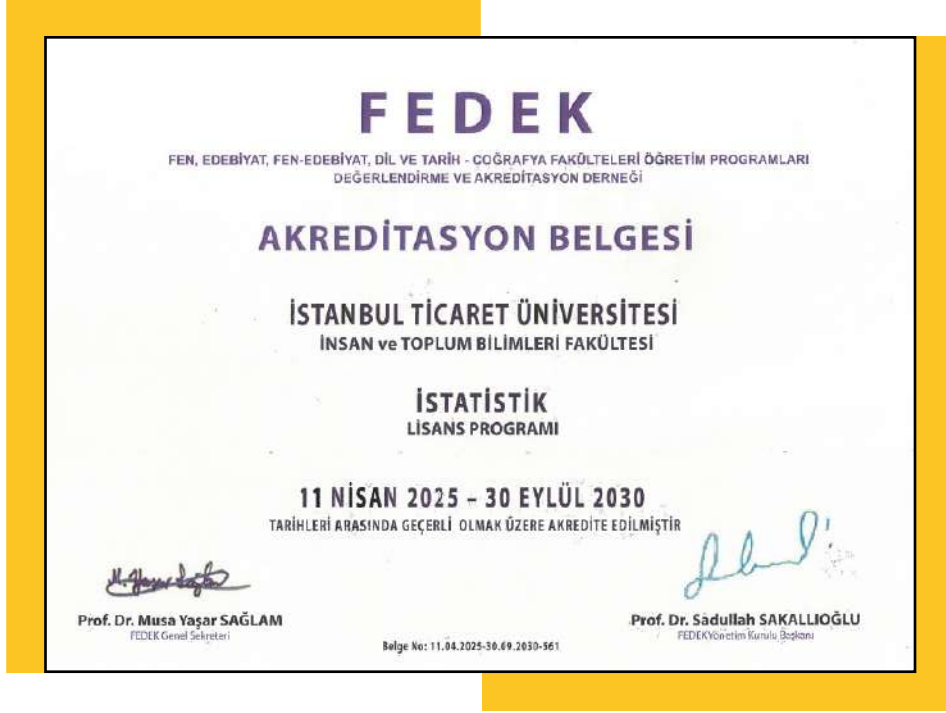 FEDEK
FEN, EDEBİYAT, FEN-EDEBİYAT, DİL VE TARİH - COĞRAFYA FAKÜLTELERİ ÖĞRETİM PROGRAMLARI
DEĞERLENDİRME VE AKREDİTASYON DERNEĞİ
AKREDİTASYON BELGESİ
İSTANBUL TİCARET ÜNİVERSİTESİ
İNSAN ve TOPLUM BİLİMLERİ FAKÜLTESİ
İSTATİSTİK
LİSANS PROGRAMI
11 NİSAN 2025 – 30 EYLÜL 2030
TARİHLERİ ARASINDA GEÇERLİ OLMAK ÜZERE AKREDİTE EDİLMİŞTİR
M. Yaşar Sağlam
Prof. Dr. Musa Yaşar SAĞLAM
FEDEK Genel Sekreteri
Prof. Dr. Sadullah SAKALLIOĞLU
FEDEK Yönetim Kurulu Başkanı
Belge No: 11.04.2025-30.09.2030-561